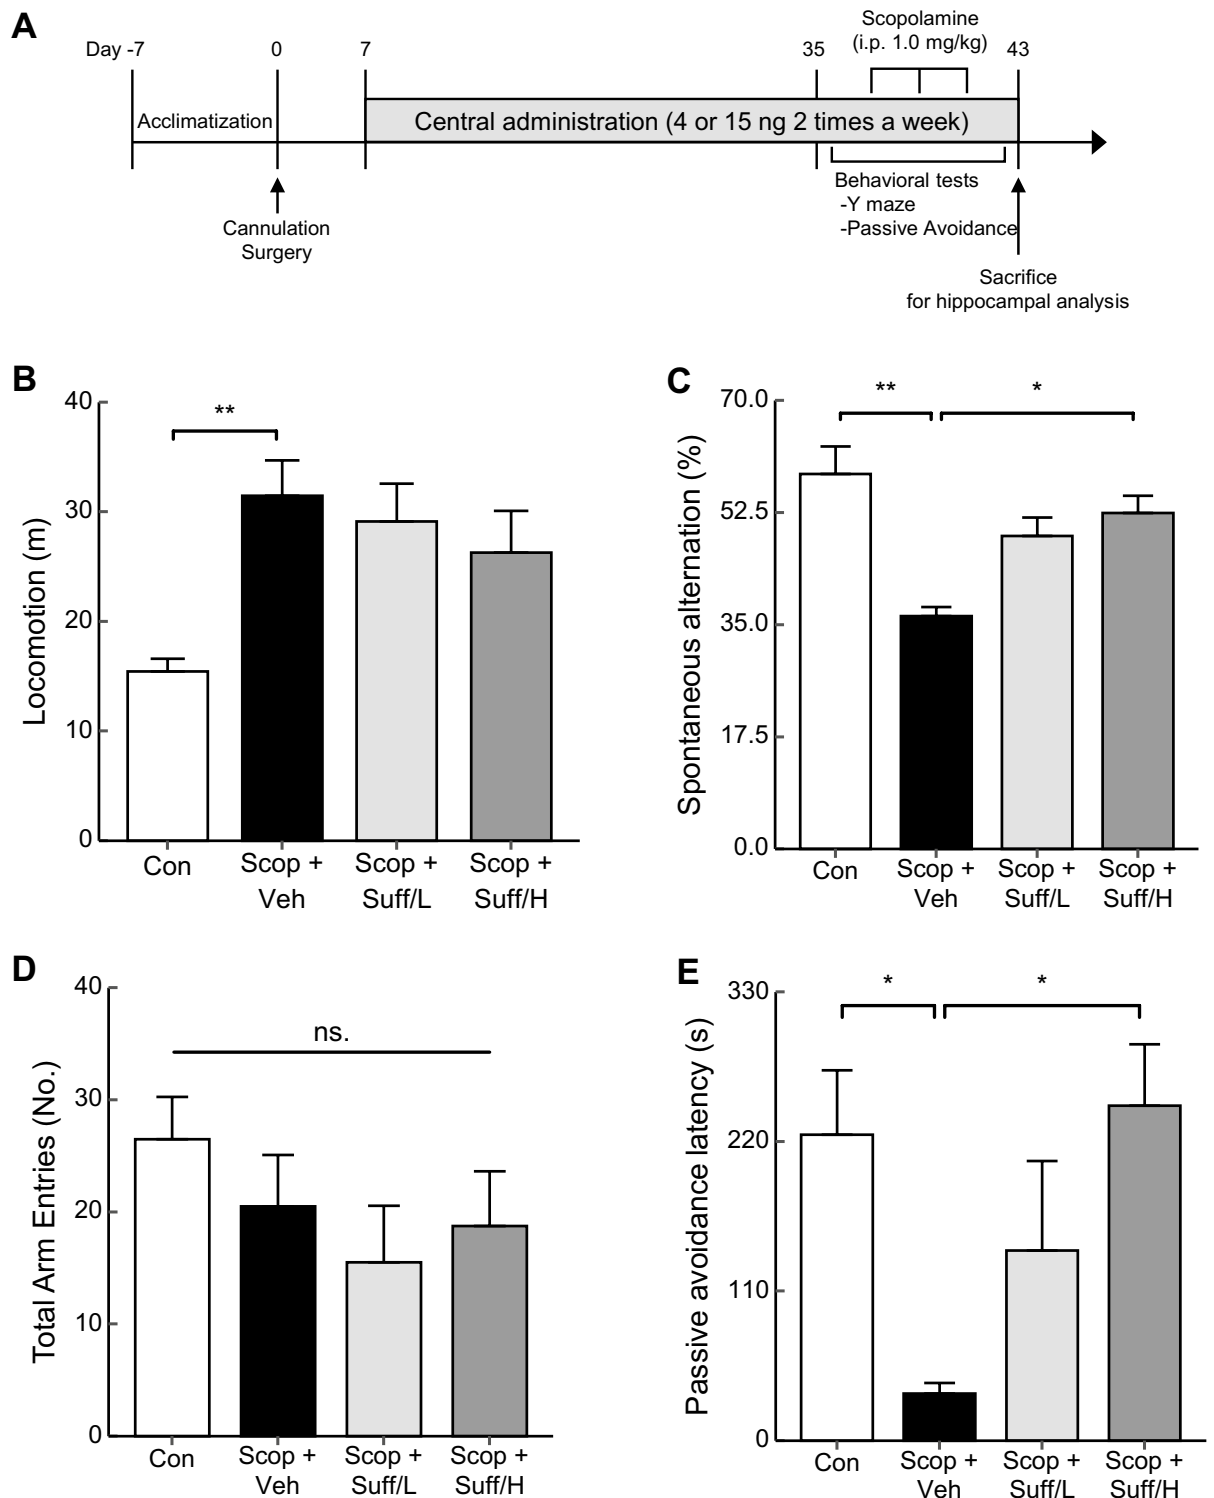 A
Day -7
0
7
35
Scopolamine
(i.p. 1.0 mg/kg)
43
Acclimatization
Central administration (4 or 15 ng 2 times a week)
Cannulation
Surgery
Behavioral tests
-Y maze
-Passive Avoidance
Sacrifice
for hippocampal analysis
B
Locomotion (m)
40
30
20
10
0
**
Con
Scop +
Veh
Scop +
Suff/L
Scop +
Suff/H
C
Spontaneous alternation (%)
70.0
52.5
35.0
17.5
0.0
**
*
Con
Scop +
Veh
Scop +
Suff/L
Scop +
Suff/H
D
Total Arm Entries (No.)
40
30
20
10
0
ns.
Con
Scop +
Veh
Scop +
Suff/L
Scop +
Suff/H
E
Passive avoidance latency (s)
330
220
110
0
*
*
Con
Scop +
Veh
Scop +
Suff/L
Scop +
Suff/H